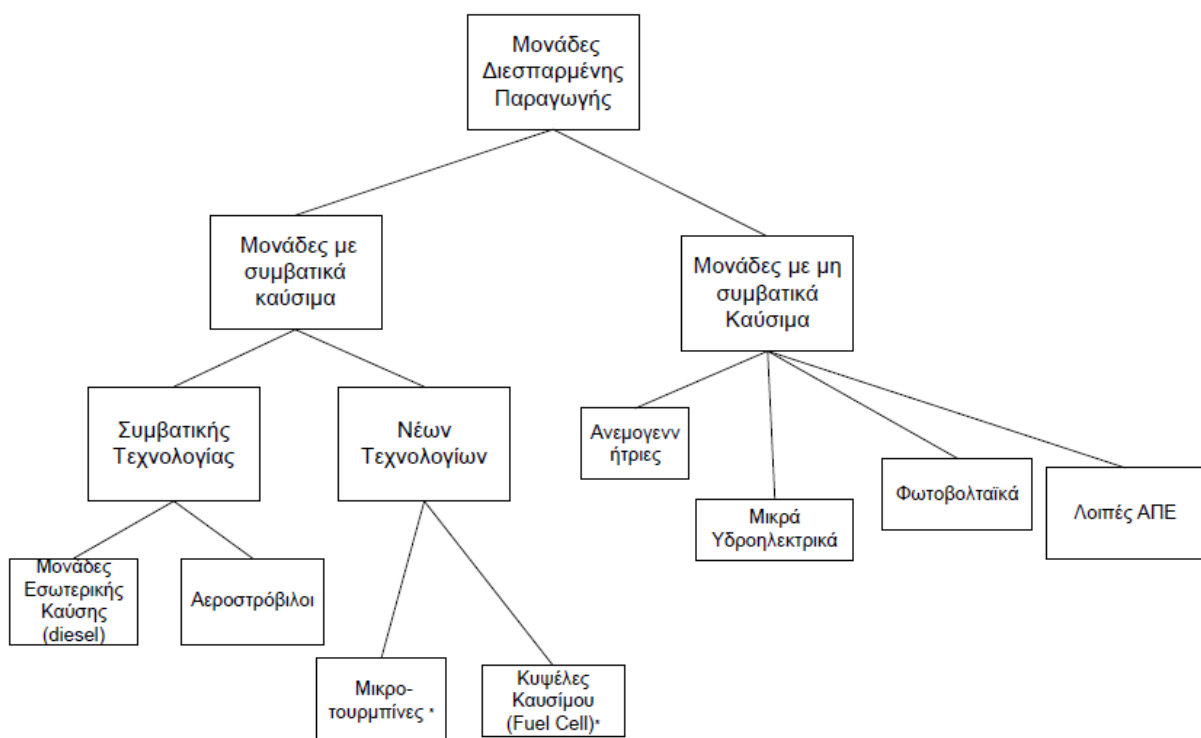 Μονάδες
Διεσπαρμένης
Παραγωγής
Μονάδες με
συμβατικά
καύσιμα
Μονάδες με μη
συμβατικά
Καύσιμα
Συμβατικής
Τεχνολογίας
Νέων
Τεχνολογίων
Ανεμογενν
ήτριες
Μικρά
Υδροηλεκτρικά
Φωτοβολταϊκά
Λοιπές ΑΠΕ
Μονάδες
Εσωτερικής
Καύσης
(diesel)
Αεροστρόβιλοι
Μικρο-
τουρμπίνες *
Κυψέλες
Καυσίμου
(Fuel Cell)*